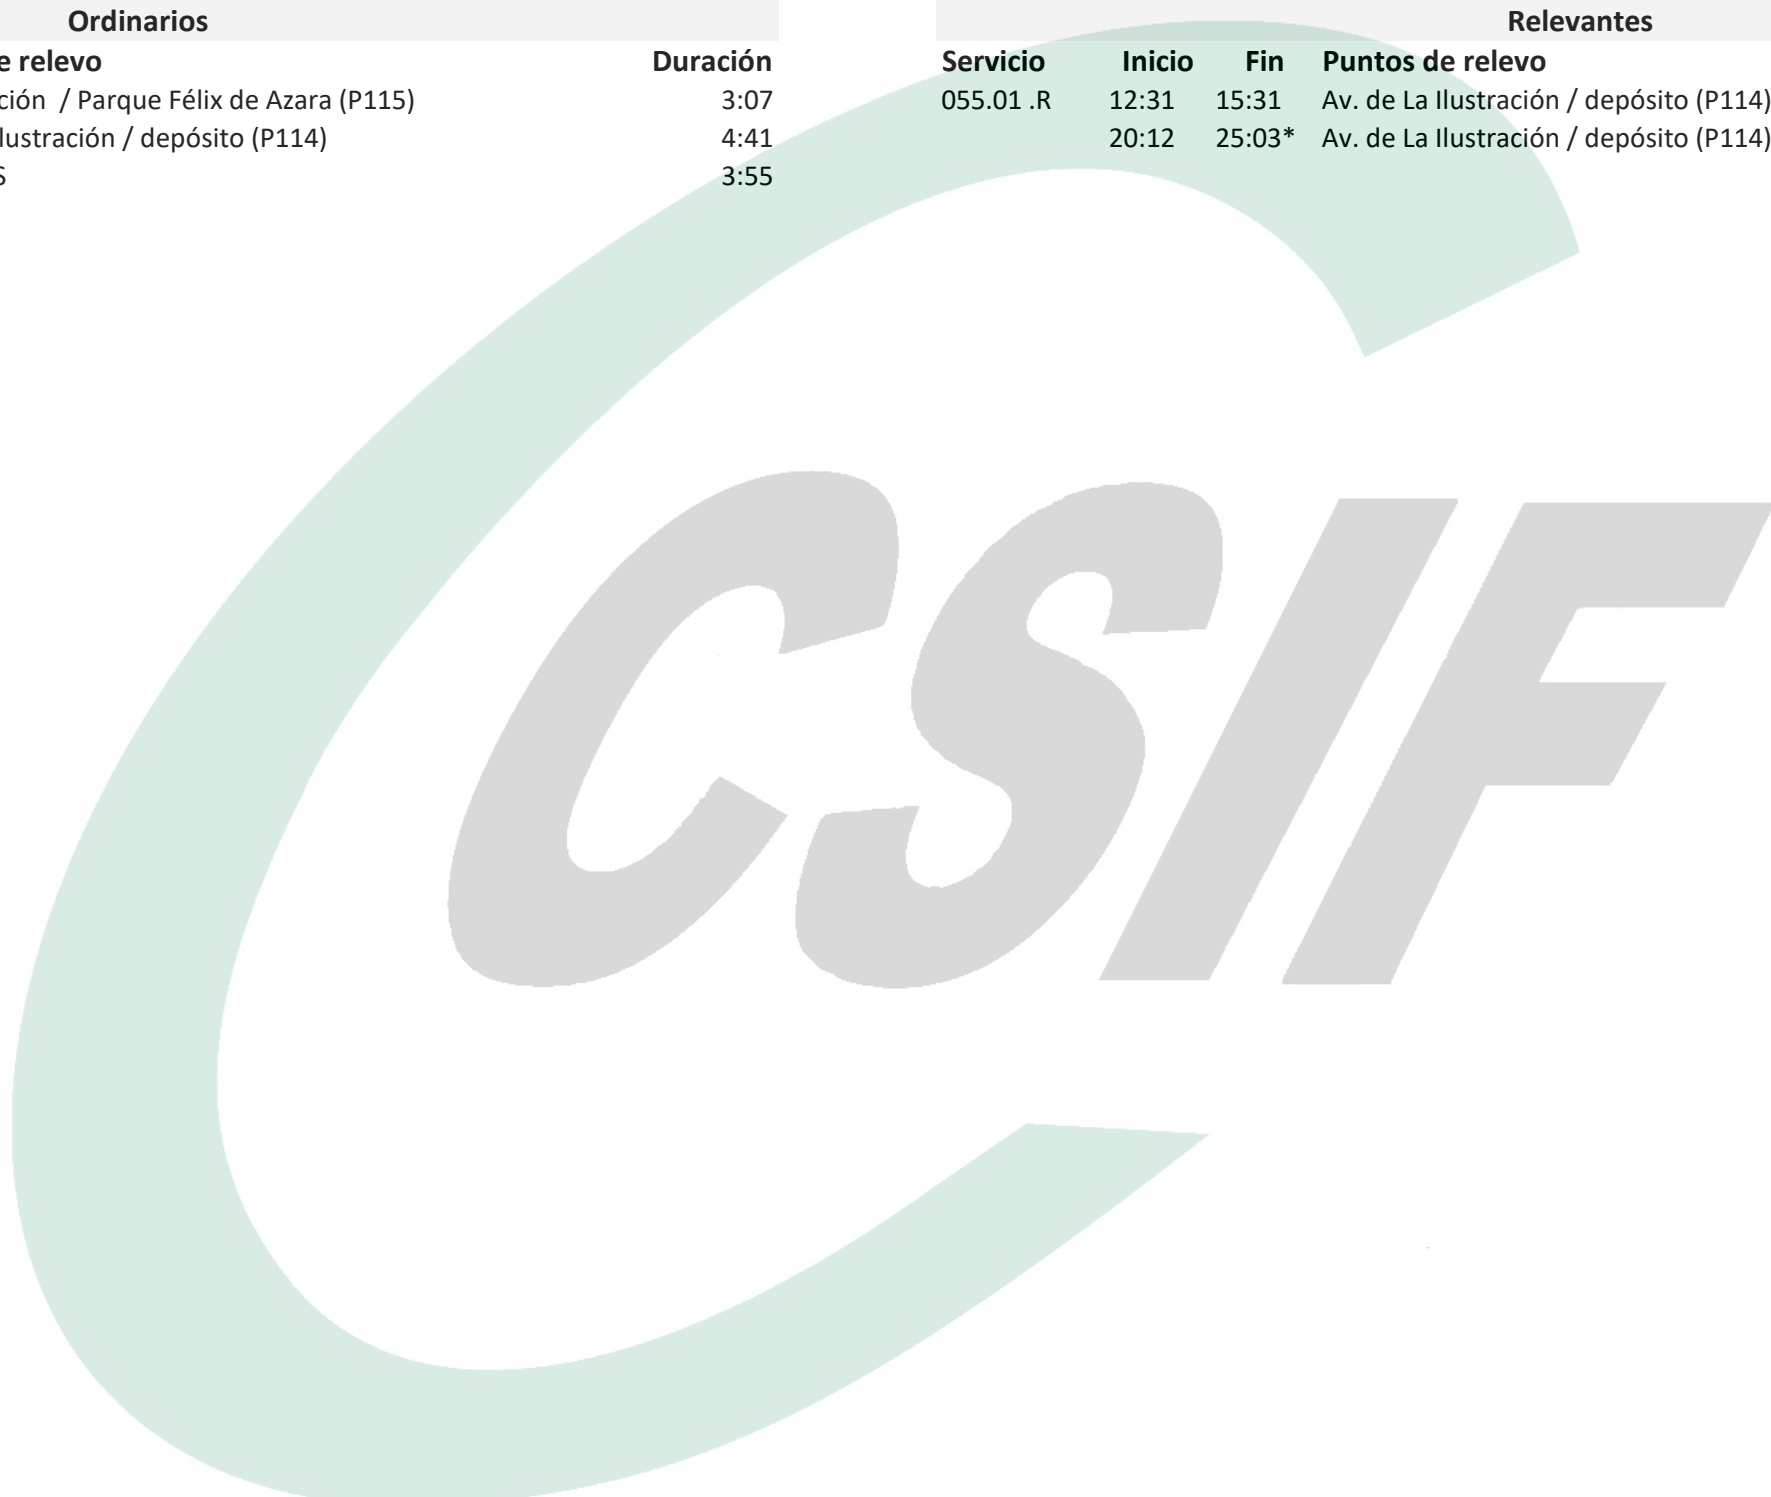 Ordinarios Relevantes
e relevo Duración Servicio Inicio Fin Puntos de relevo
ción / Parque Félix de Azara (P115) 3:07 055.01 .R 12:31 15:31 Av. de La Ilustración / depósito (P114)
lustración / depósito (P114) 4:41 20:12 25:03* Av. de La Ilustración / depósito (P114)
S 3:55
CSIF